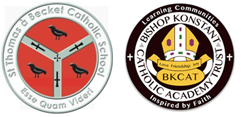 St Thomas à Becket Catholic School
Esse Quam Videri
Learning Communities
BISHOP KONSTANT
CATHOLIC ACADEMY TRUST
BKCAT
Inspired by Faith